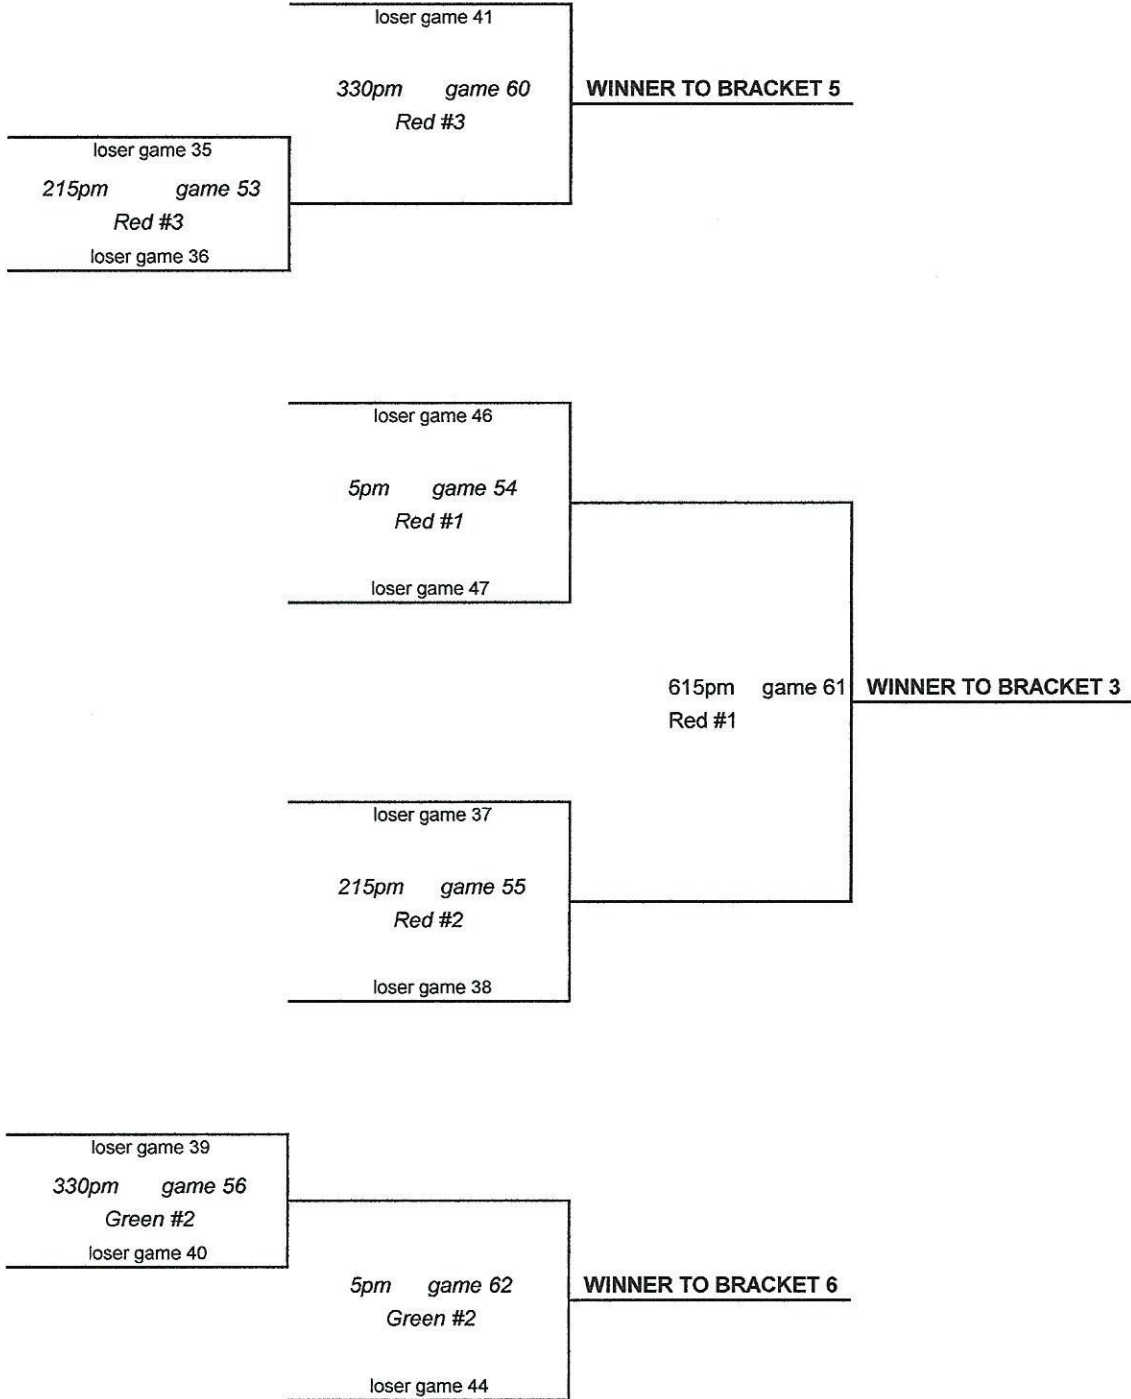 loser game 41
330pm game 60 WINNER TO BRACKET 5
Red #3
loser game 35
215pm game 53
Red #3
loser game 36
loser game 46
5pm game 54
Red #1
loser game 47
615pm game 61 WINNER TO BRACKET 3
Red #1
loser game 37
215pm game 55
Red #2
loser game 38
loser game 39
330pm game 56
Green #2
loser game 40
5pm game 62 WINNER TO BRACKET 6
Green #2
loser game 44